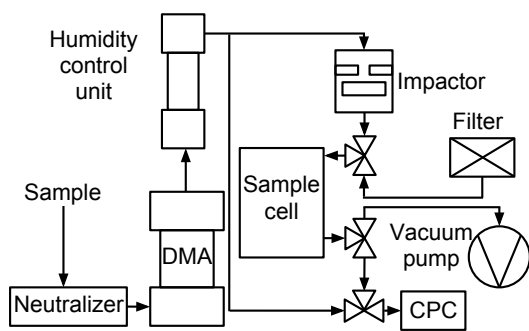 Humidity
control
unit
Impactor
Filter
Sample
Sample
cell
DMA
Vacuum
pump
Neutralizer
CPC